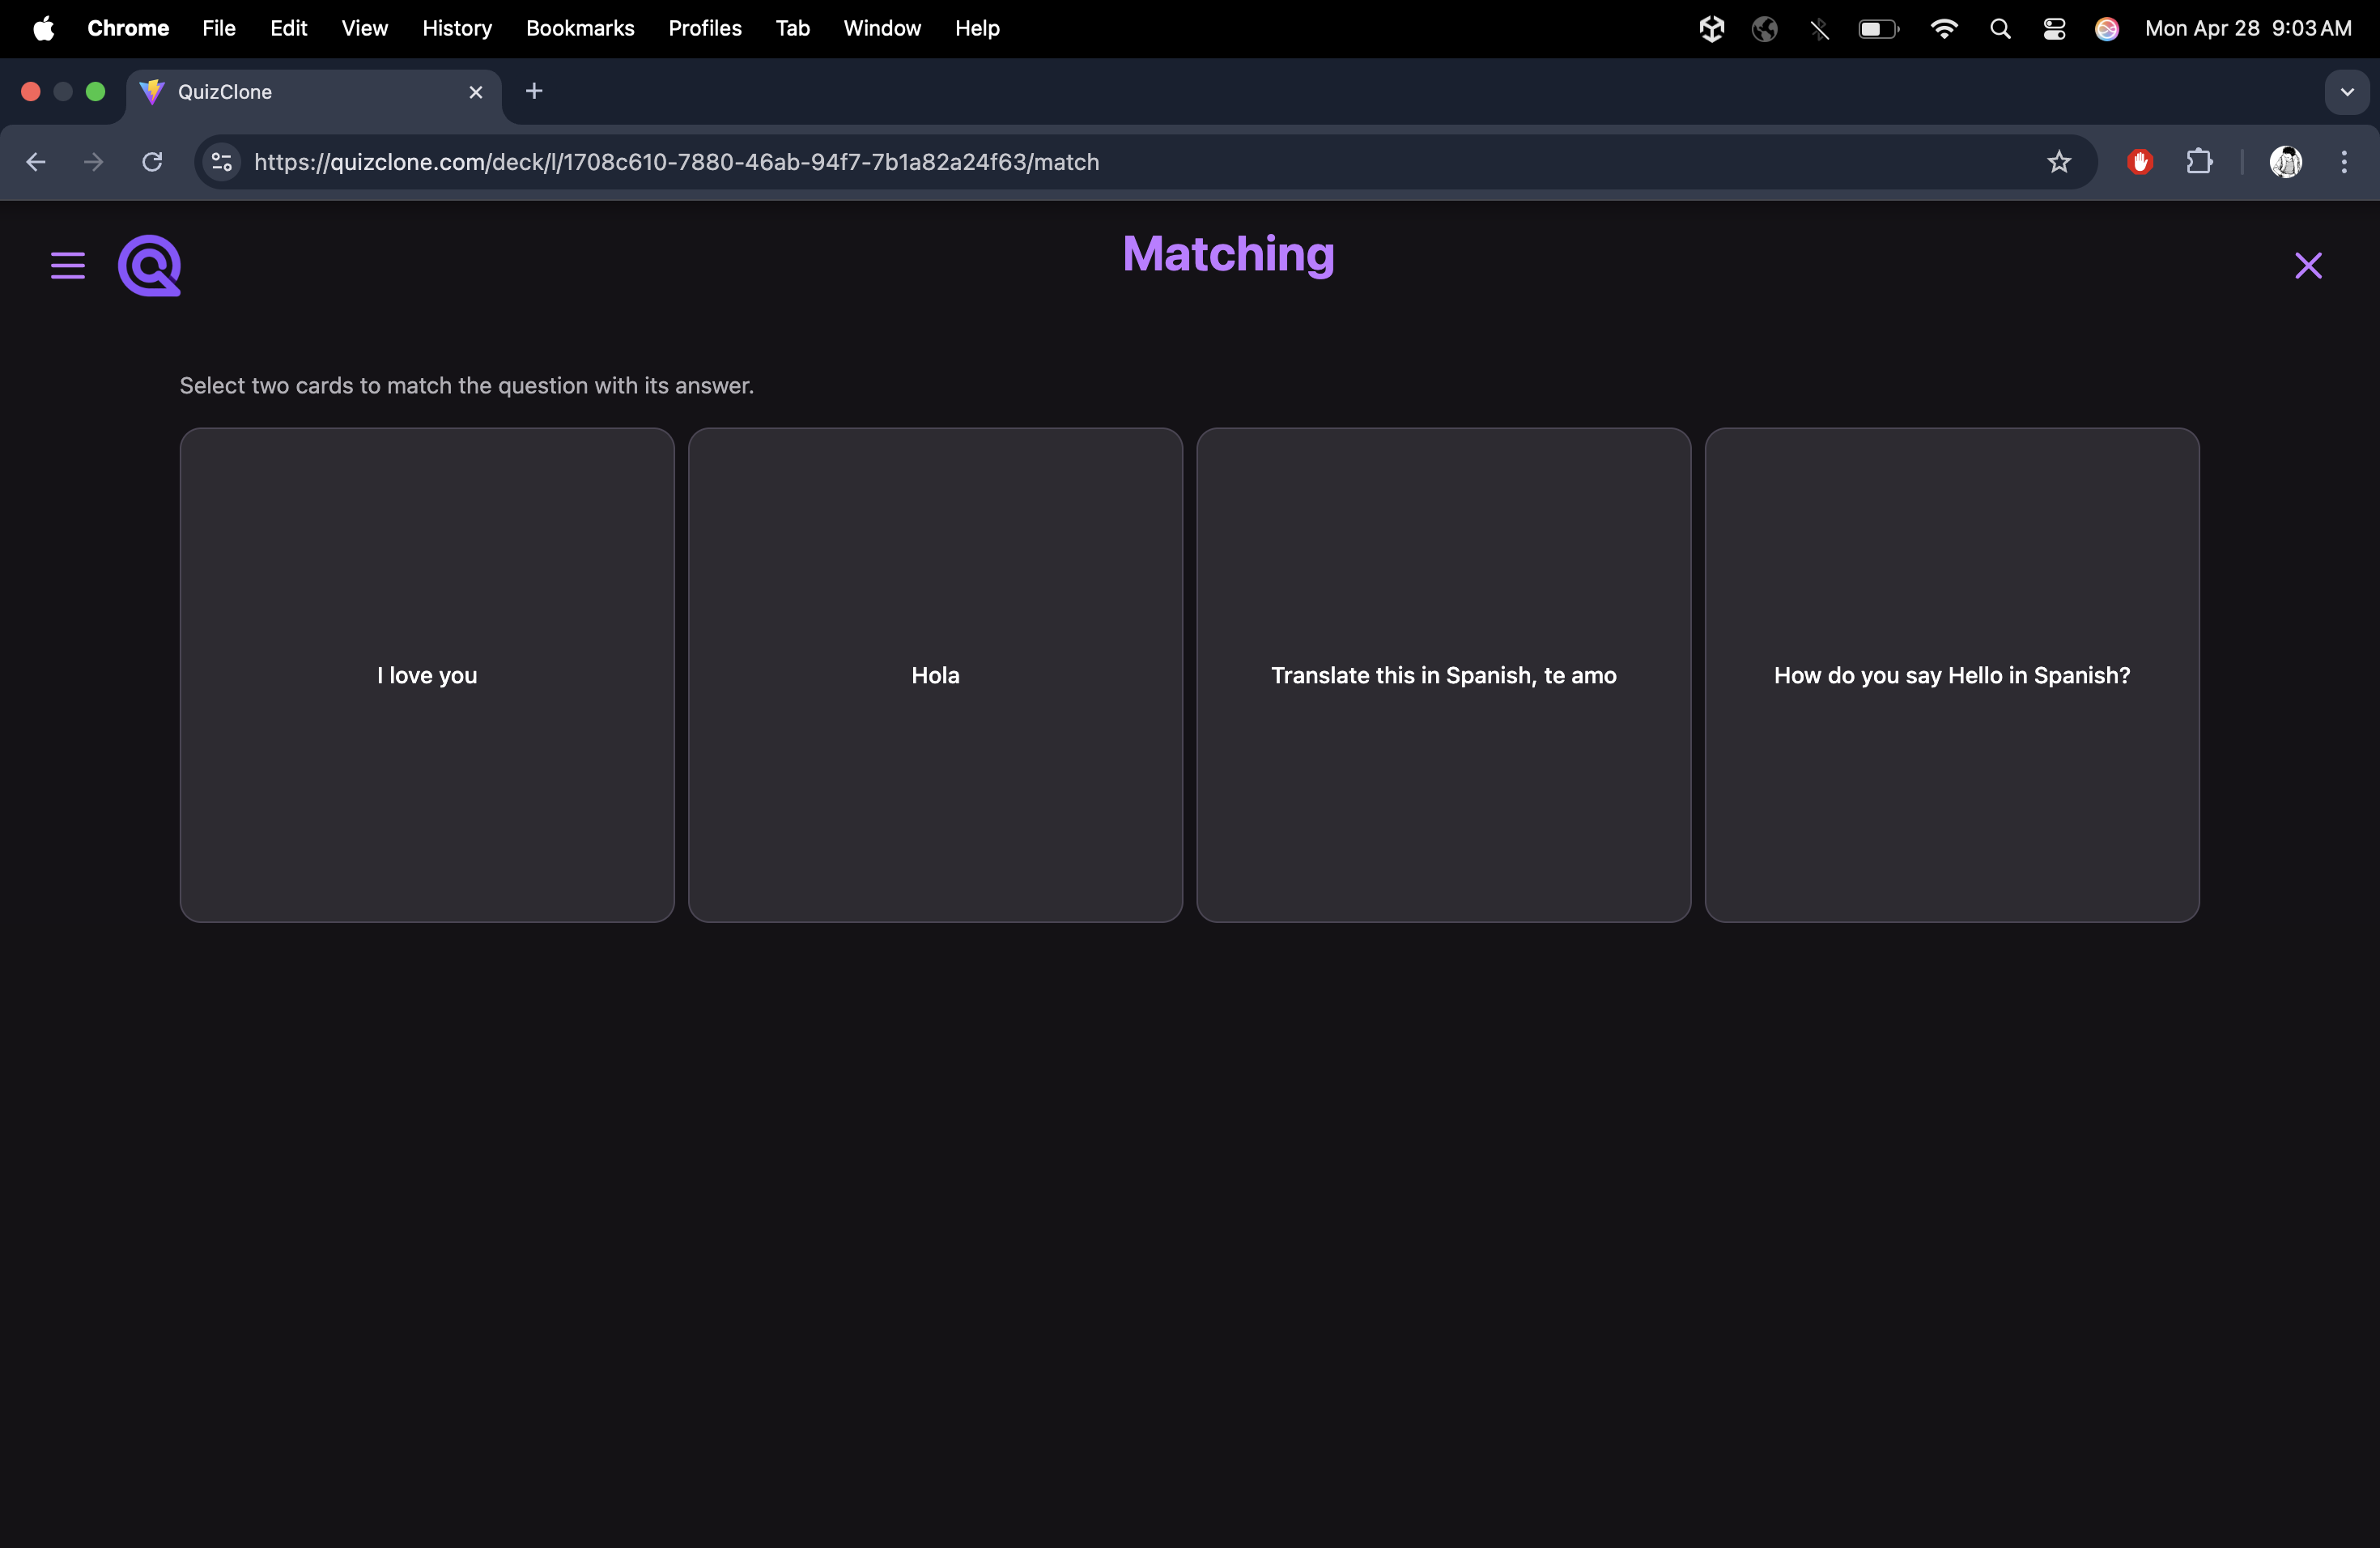 Chrome File Edit View History Bookmarks Profiles Tab Window Help Mon Apr 28 9:03 AM
QuizClone
https://quizclone.com/deck/l/1708c610-7880-46ab-94f7-7b1a82a24f63/match
Matching
Select two cards to match the question with its answer.
I love you
Hola
Translate this in Spanish, te amo
How do you say Hello in Spanish?